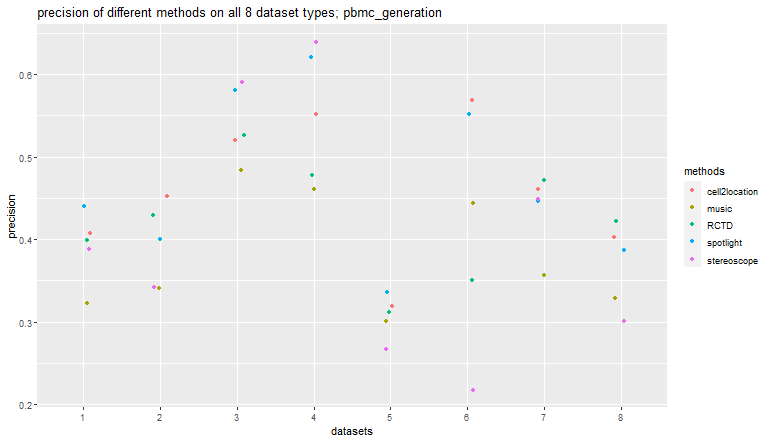 precision of different methods on all 8 dataset types; pbmc_generation
precision
0.6
0.5
0.4
0.3
0.2
1 2 3 4 5 6 7 8
datasets
methods
cell2location
music
RCTD
spotlight
stereoscope